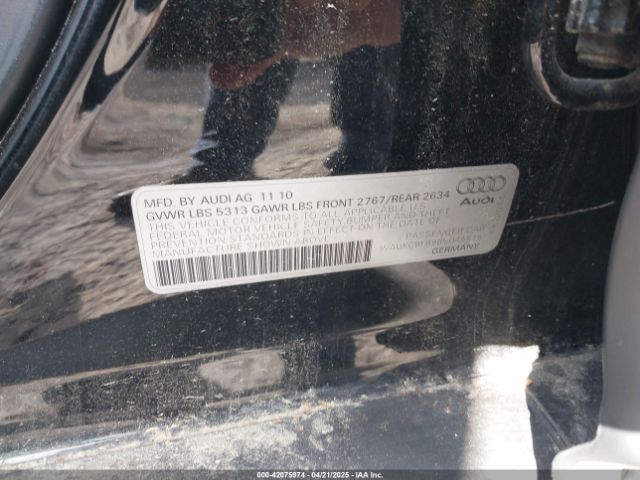 MFD. BY AUDI AG 11 10
GVWR LBS 5313 GAWR LBS FRONT 2767/REAR 2634
THIS VEHICLE CONFORMS TO ALL APPLICABLE U.S.
FEDERAL MOTOR VEHICLE SAFETY, BUMPER AND THEFT
PREVENTION STANDARDS IN EFFECT ON THE DATE OF
MANUFACTURE SHOWN ABOVE.
Audi
PASSENGER CAR
GERMANY
000-42075974 - 04/21/2025 - IAAI.COM